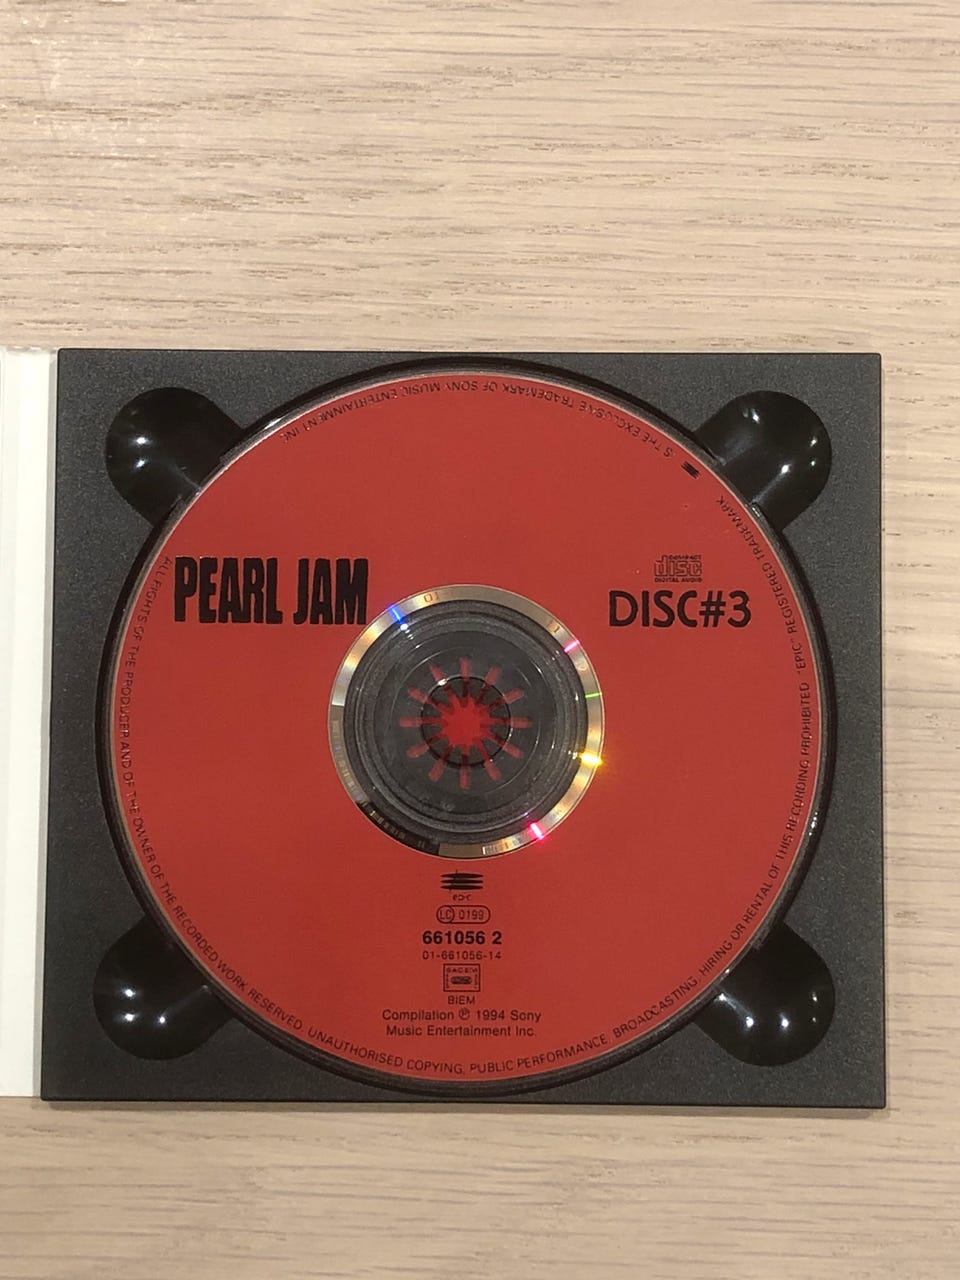 PEARL JAM
COMPACT
disc
DIGITAL AUDIO
DISC#3
epic
LC 0199
661056 2
01-661056-14
SACEM
BIEM
Compilation ℗ 1994 Sony
Music Entertainment Inc.
ALL RIGHTS OF THE PRODUCER AND OF THE OWNER OF THE RECORDED WORK RESERVED. UNAUTHORISED COPYING, PUBLIC PERFORMANCE, BROADCASTING, HIRING OR RENTAL OF THIS RECORDING PROHIBITED "EPIC" REGISTERED TRADEMARK
IS THE EXCLUSIVE TRADEMARK OF SONY MUSIC ENTERTAINMENT INC.